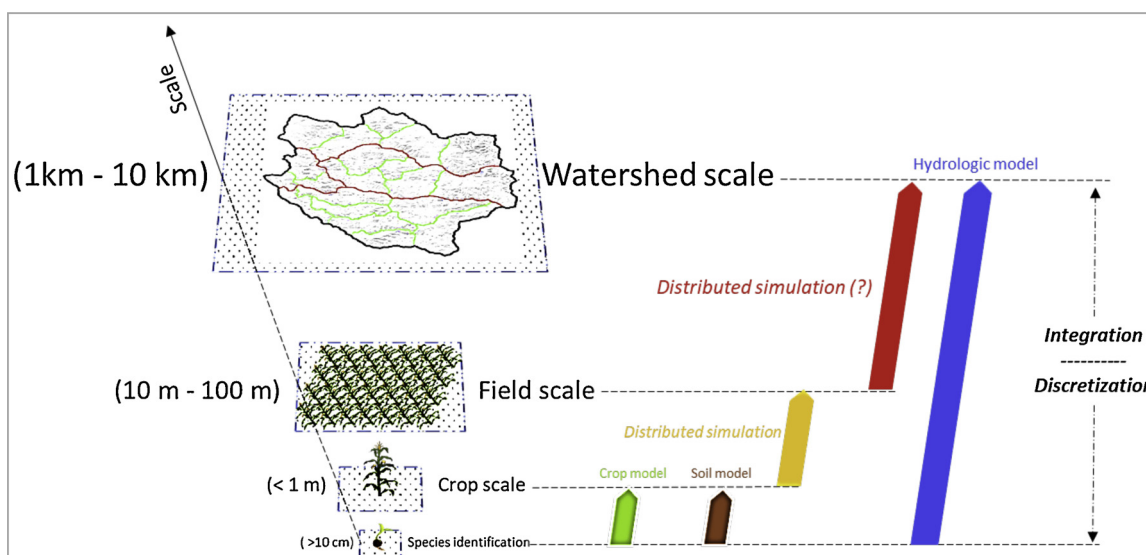 Scale
(1km - 10 km)
Watershed scale
Hydrologic model
Distributed simulation (?)
Integration
----------
Discretization
(10 m - 100 m)
Field scale
Distributed simulation
Crop model
Soil model
(< 1 m)
Crop scale
( >10 cm)
Species identification